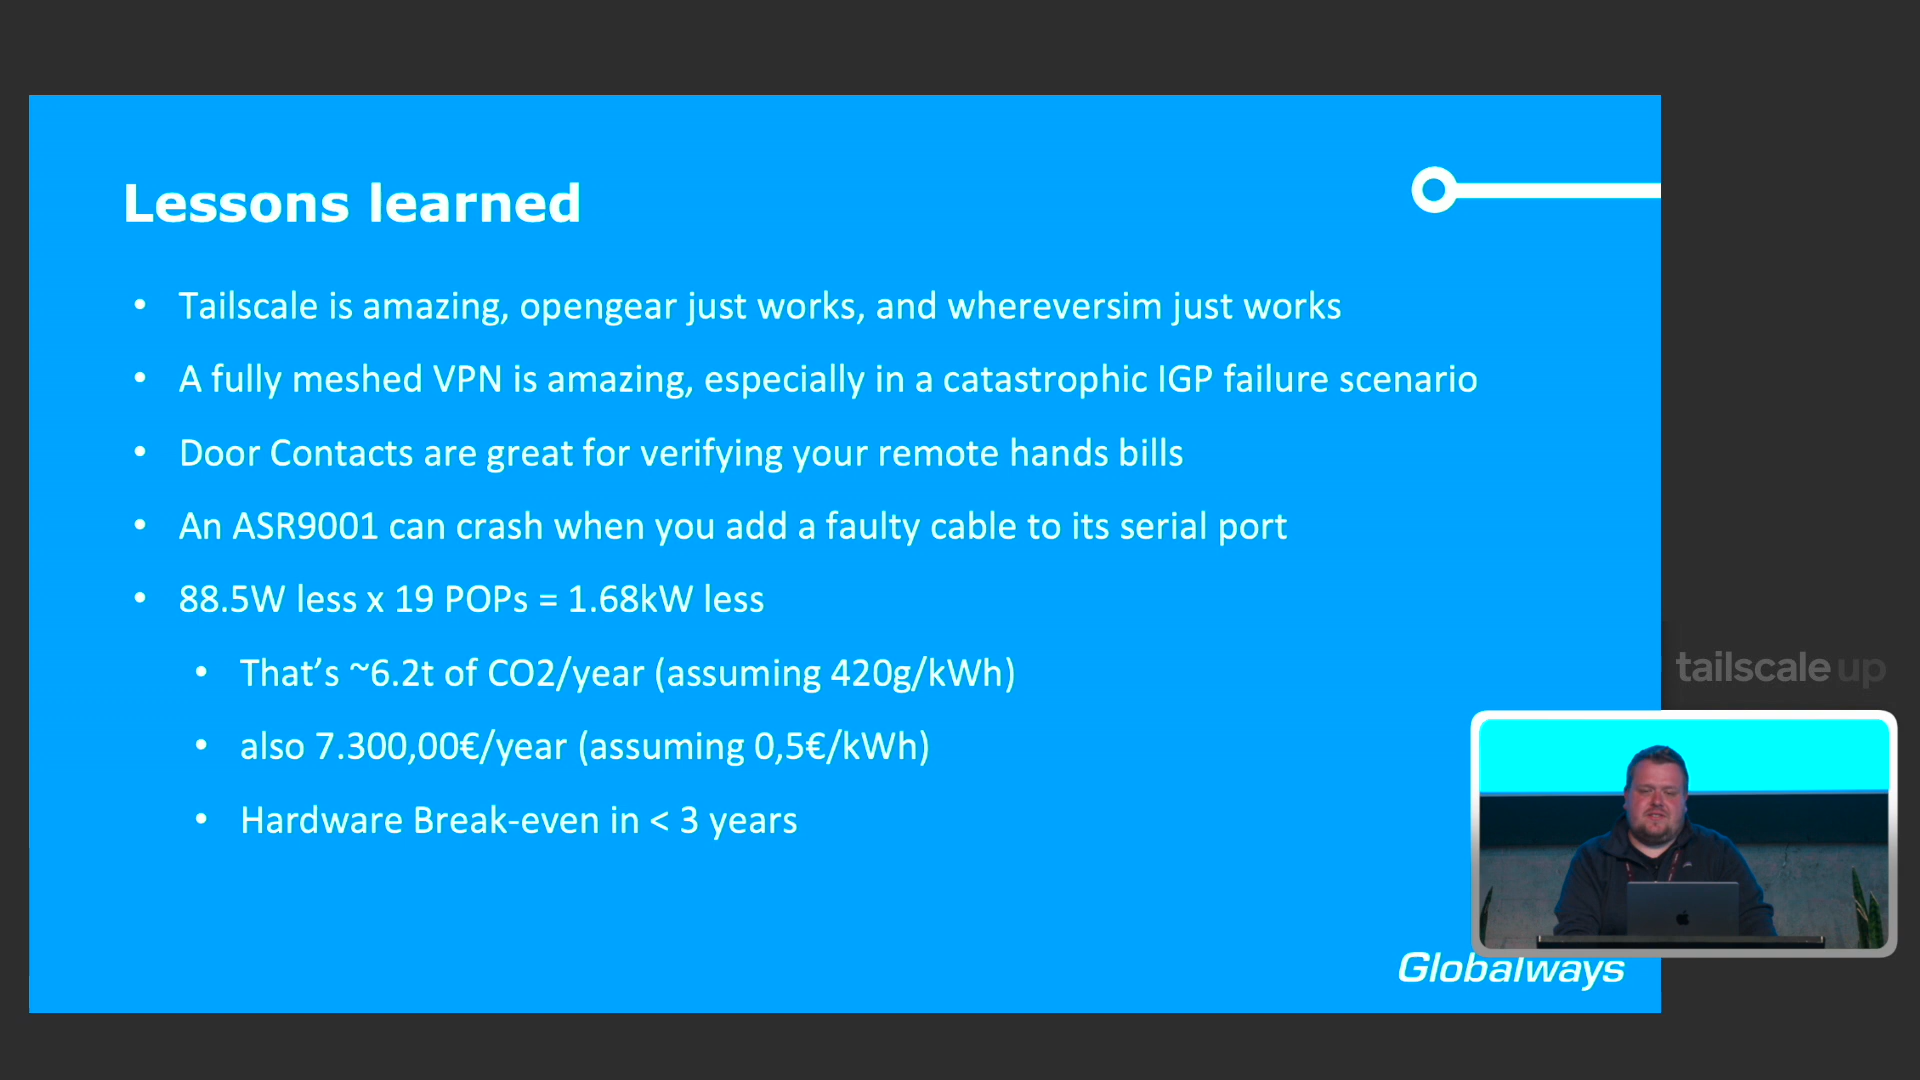 Lessons learned
• Tailscale is amazing, opengear just works, and whereversim just works
• A fully meshed VPN is amazing, especially in a catastrophic IGP failure scenario
• Door Contacts are great for verifying your remote hands bills
• An ASR9001 can crash when you add a faulty cable to its serial port
• 88.5W less x 19 POPs = 1.68kW less
• That’s ~6.2t of CO2/year (assuming 420g/kWh)
• also 7.300,00€/year (assuming 0,5€/kWh)
• Hardware Break-even in < 3 years
tailscale up
Globalways